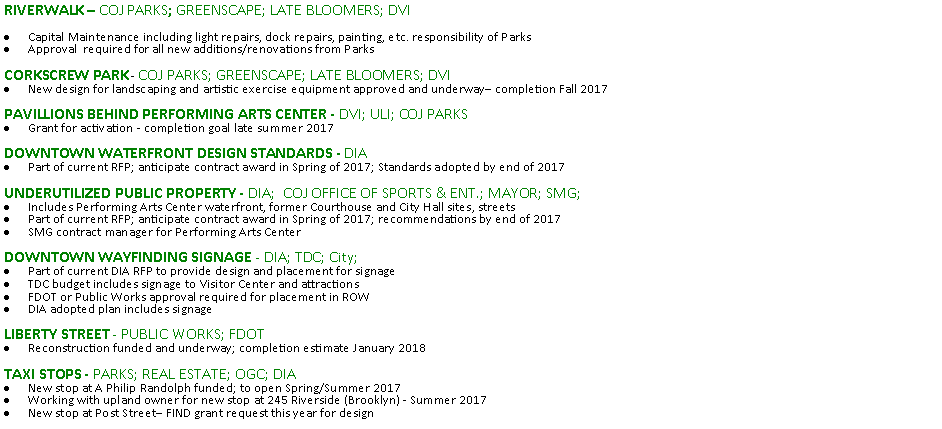 RIVERWALK – COJ PARKS; GREENSCAPE; LATE BLOOMERS; DVI
● Capital Maintenance including light repairs, dock repairs, painting, etc. responsibility of Parks
● Approval required for all new additions/renovations from Parks
CORKSCREW PARK- COJ PARKS; GREENSCAPE; LATE BLOOMERS; DVI
● New design for landscaping and artistic exercise equipment approved and underway– completion Fall 2017
PAVILLIONS BEHIND PERFORMING ARTS CENTER - DVI; ULI; COJ PARKS
● Grant for activation - completion goal late summer 2017
DOWNTOWN WATERFRONT DESIGN STANDARDS - DIA
● Part of current RFP; anticipate contract award in Spring of 2017; Standards adopted by end of 2017
UNDERUTILIZED PUBLIC PROPERTY - DIA; COJ OFFICE OF SPORTS & ENT.; MAYOR; SMG;
● Includes Performing Arts Center waterfront, former Courthouse and City Hall sites, streets
● Part of current RFP; anticipate contract award in Spring of 2017; recommendations by end of 2017
● SMG contract manager for Performing Arts Center
DOWNTOWN WAYFINDING SIGNAGE - DIA; TDC; City;
● Part of current DIA RFP to provide design and placement for signage
● TDC budget includes signage to Visitor Center and attractions
● FDOT or Public Works approval required for placement in ROW
● DIA adopted plan includes signage
LIBERTY STREET - PUBLIC WORKS; FDOT
● Reconstruction funded and underway; completion estimate January 2018
TAXI STOPS - PARKS; REAL ESTATE; OGC; DIA
● New stop at A Philip Randolph funded; to open Spring/Summer 2017
● Working with upland owner for new stop at 245 Riverside (Brooklyn) - Summer 2017
● New stop at Post Street– FIND grant request this year for design